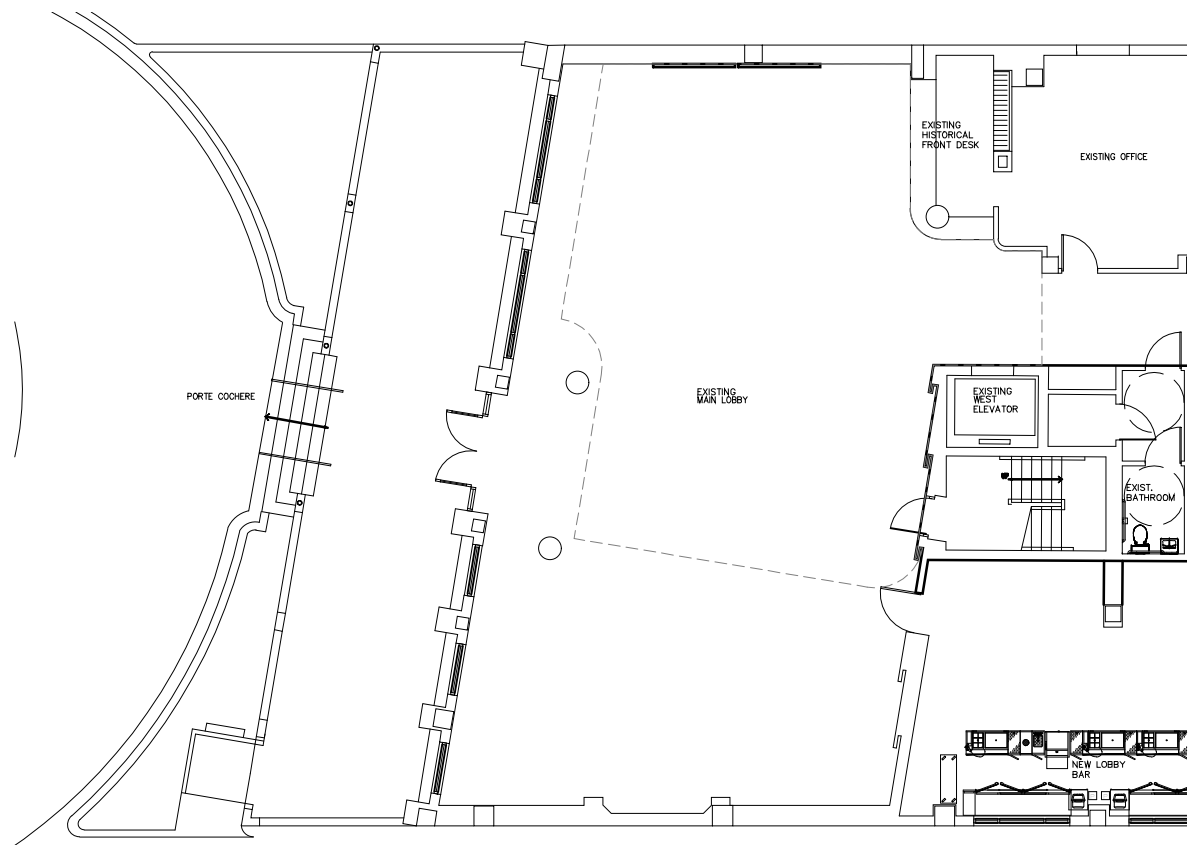 EXISTING
HISTORICAL
FRONT DESK
EXISTING OFFICE
PORTE COCHERE
EXISTING
MAIN LOBBY
EXISTING
WEST
ELEVATOR
UP
EXIST.
BATHROOM
NEW LOBBY
BAR